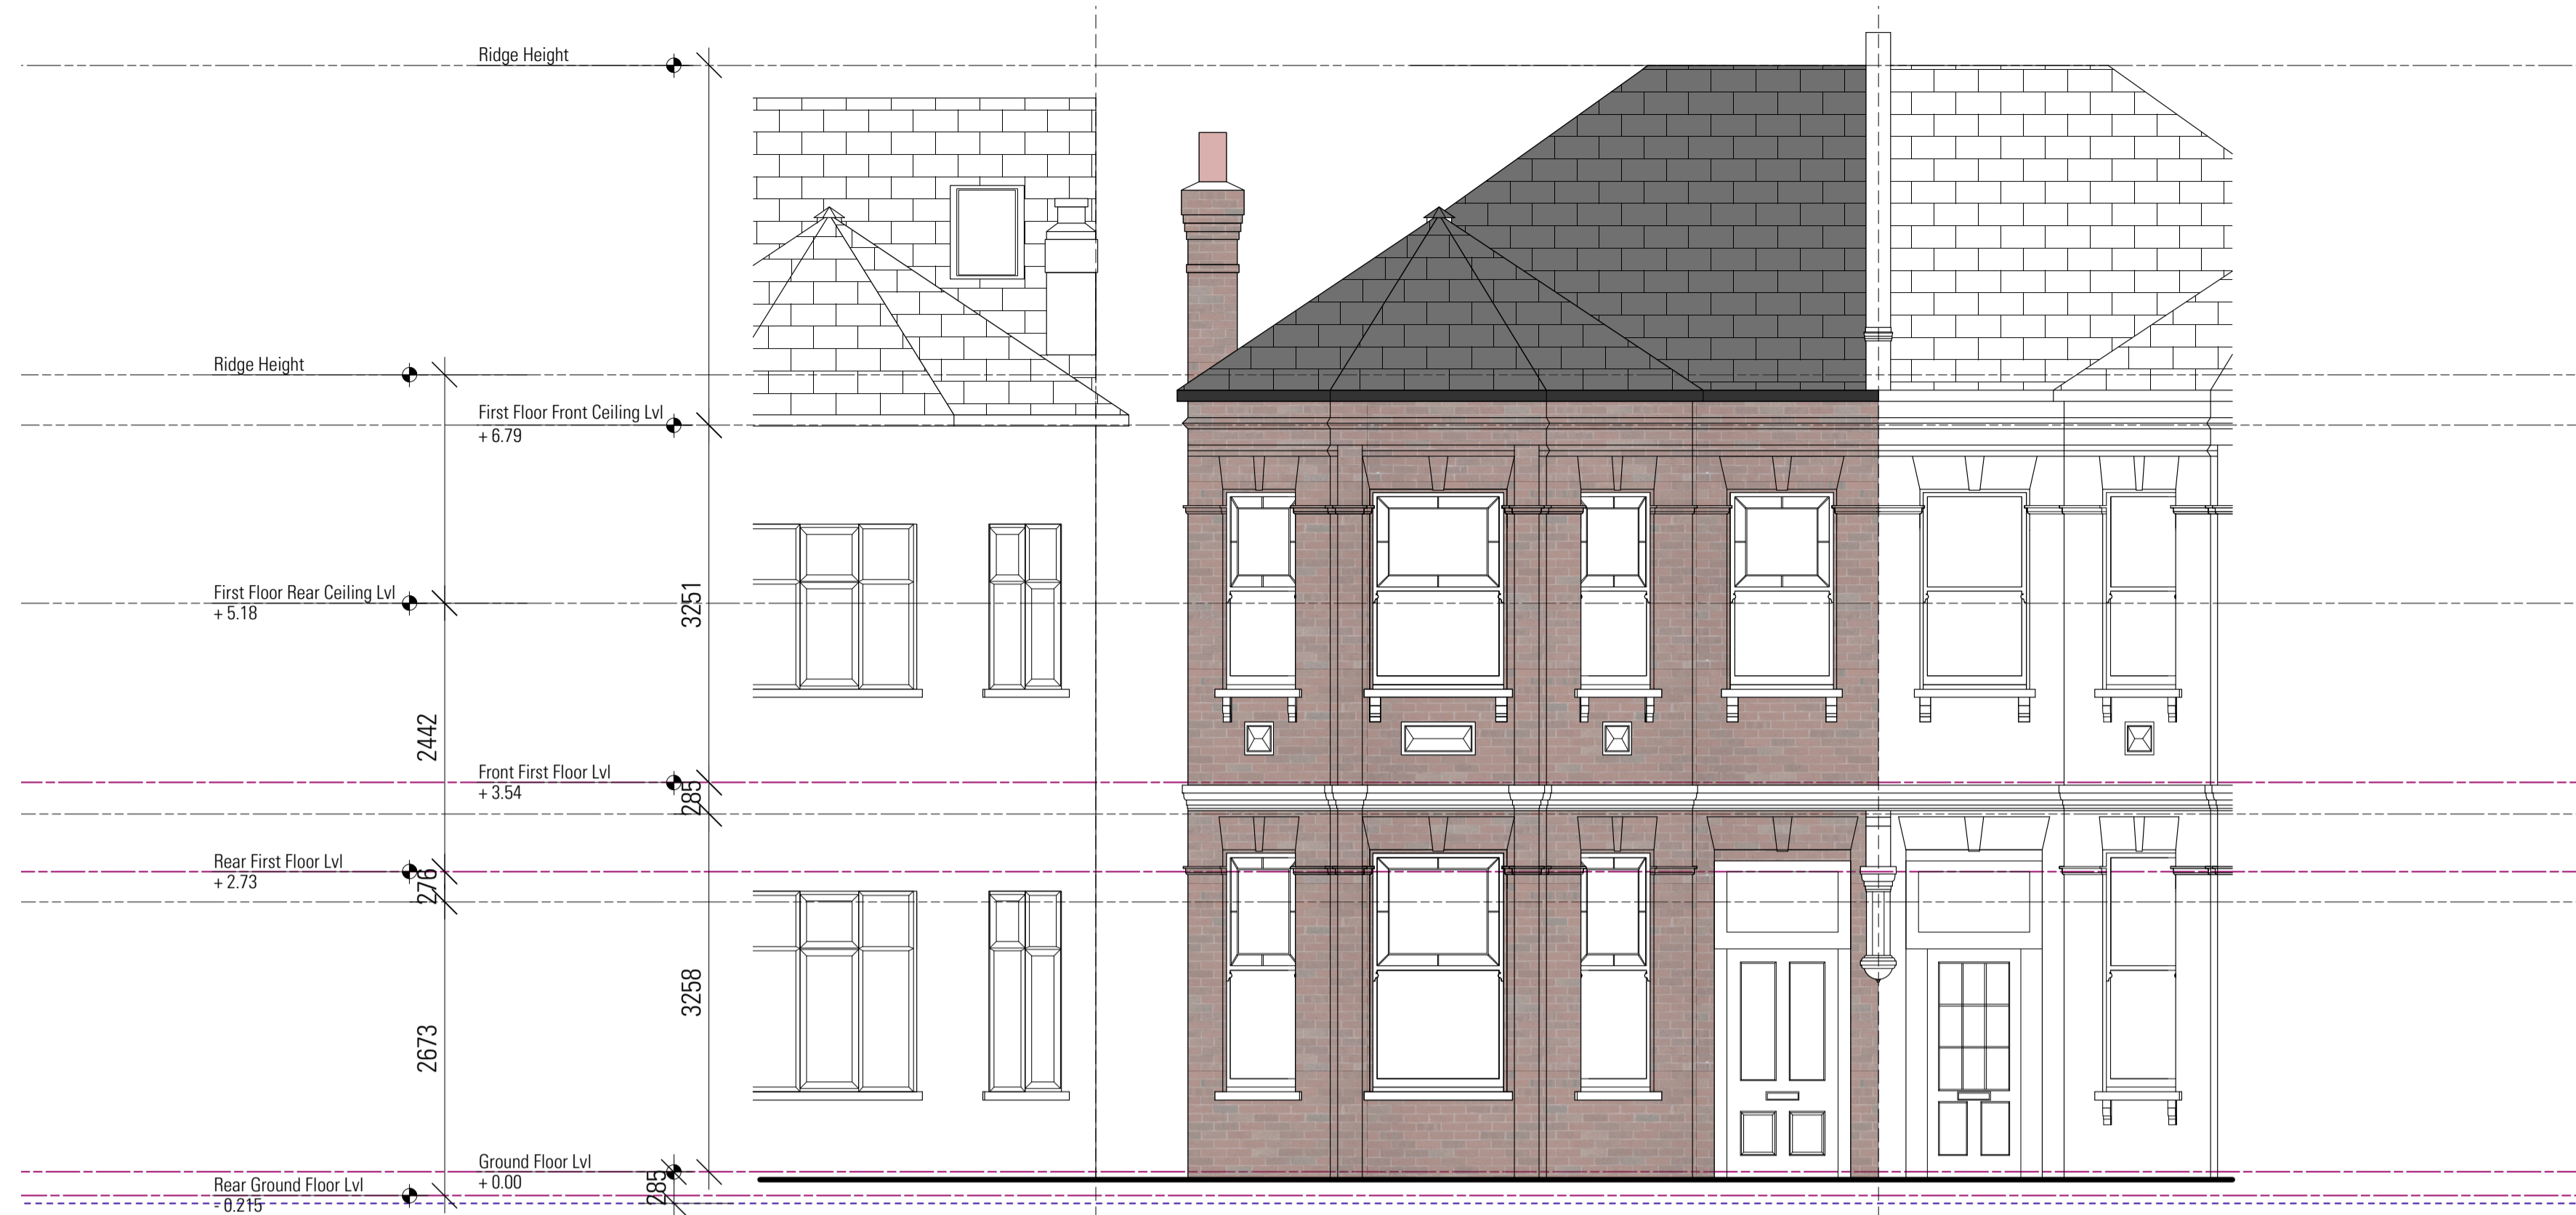 Ridge Height
Ridge Height
First Floor Front Ceiling Lvl
+ 6.79
First Floor Rear Ceiling Lvl
+ 5.18
3251
2442
Front First Floor Lvl
+ 3.54
285
Rear First Floor Lvl
+ 2.73
276
3258
2673
Ground Floor Lvl
+ 0.00
Rear Ground Floor Lvl
- 0.215
285